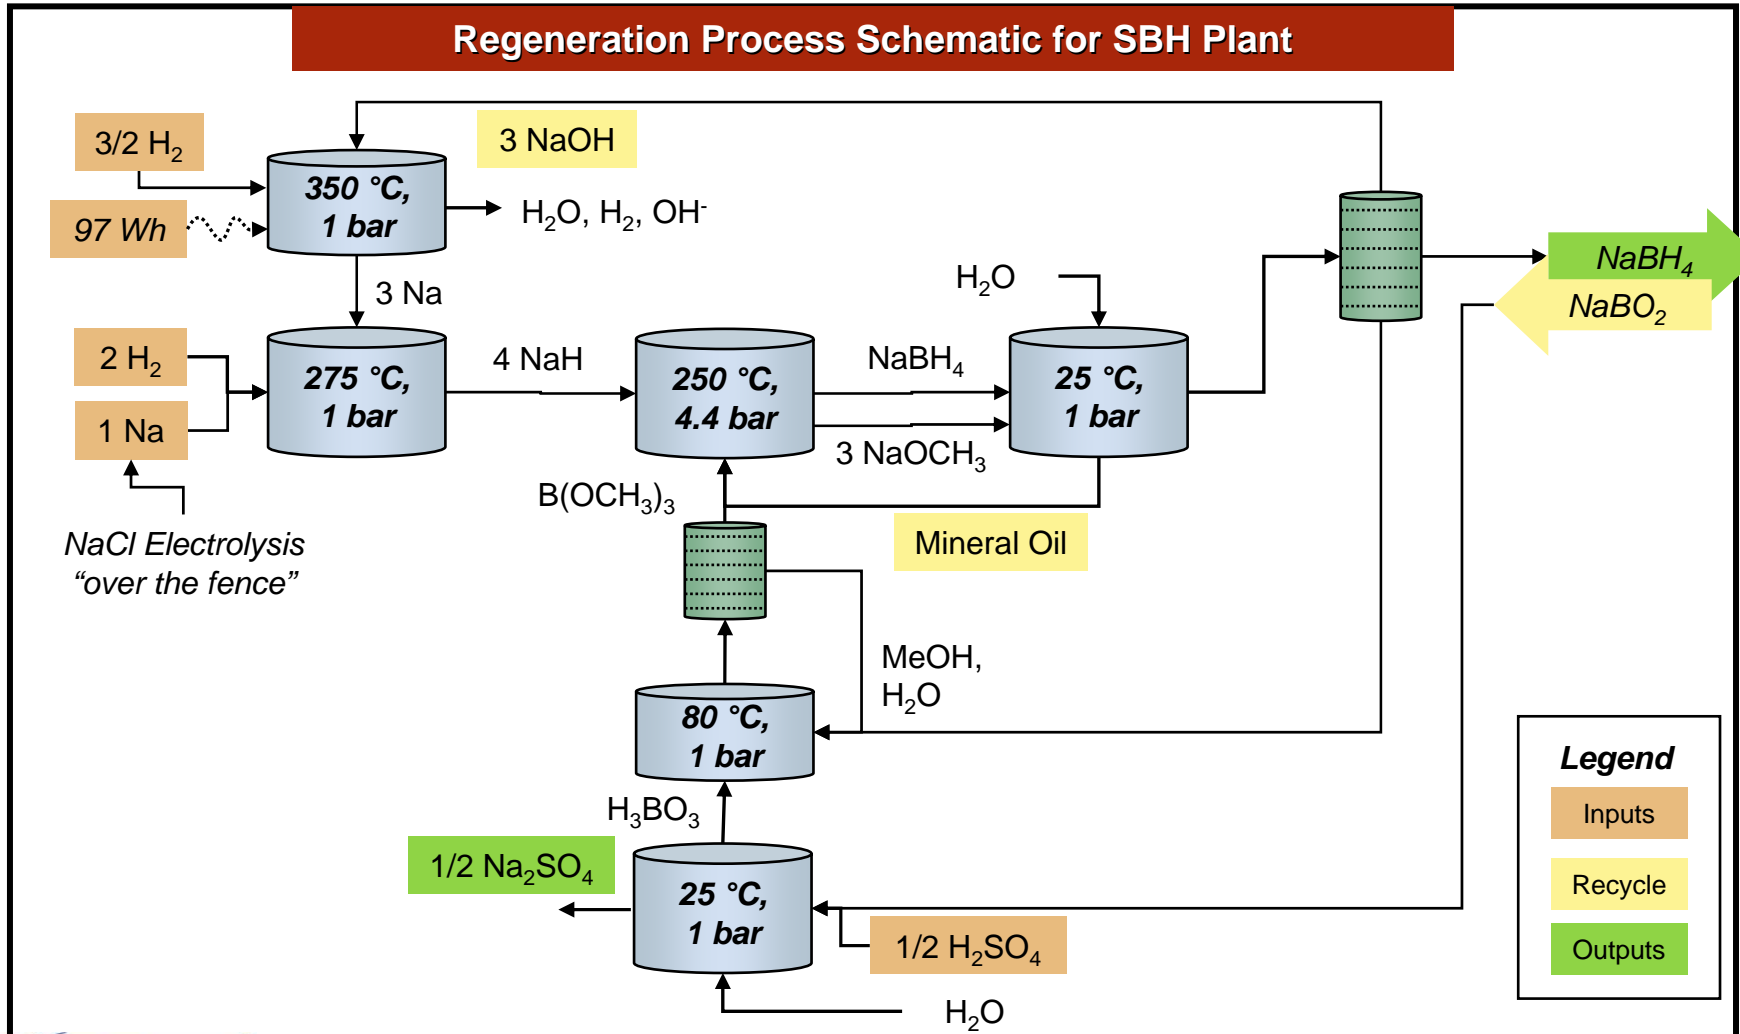 Regeneration Process Schematic for SBH Plant
3/2 H₂
97 Wh
350 °C,
1 bar
3 NaOH
H₂O, H₂, OH⁻
3 Na
2 H₂
1 Na
275 °C,
1 bar
4 NaH
250 °C,
4.4 bar
NaBH₄
3 NaOCH₃
H₂O
25 °C,
1 bar
NaBH₄
NaBO₂
NaCl Electrolysis
“over the fence”
B(OCH₃)₃
Mineral Oil
MeOH,
H₂O
80 °C,
1 bar
H₃BO₃
1/2 Na₂SO₄
25 °C,
1 bar
1/2 H₂SO₄
H₂O
Legend
Inputs
Recycle
Outputs